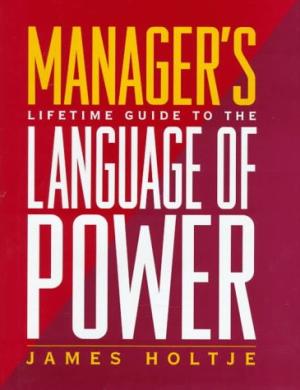 MANAGER'S
LIFETIME GUIDE TO THE
LANGUAGE OF
POWER
JAMES HOLTJE